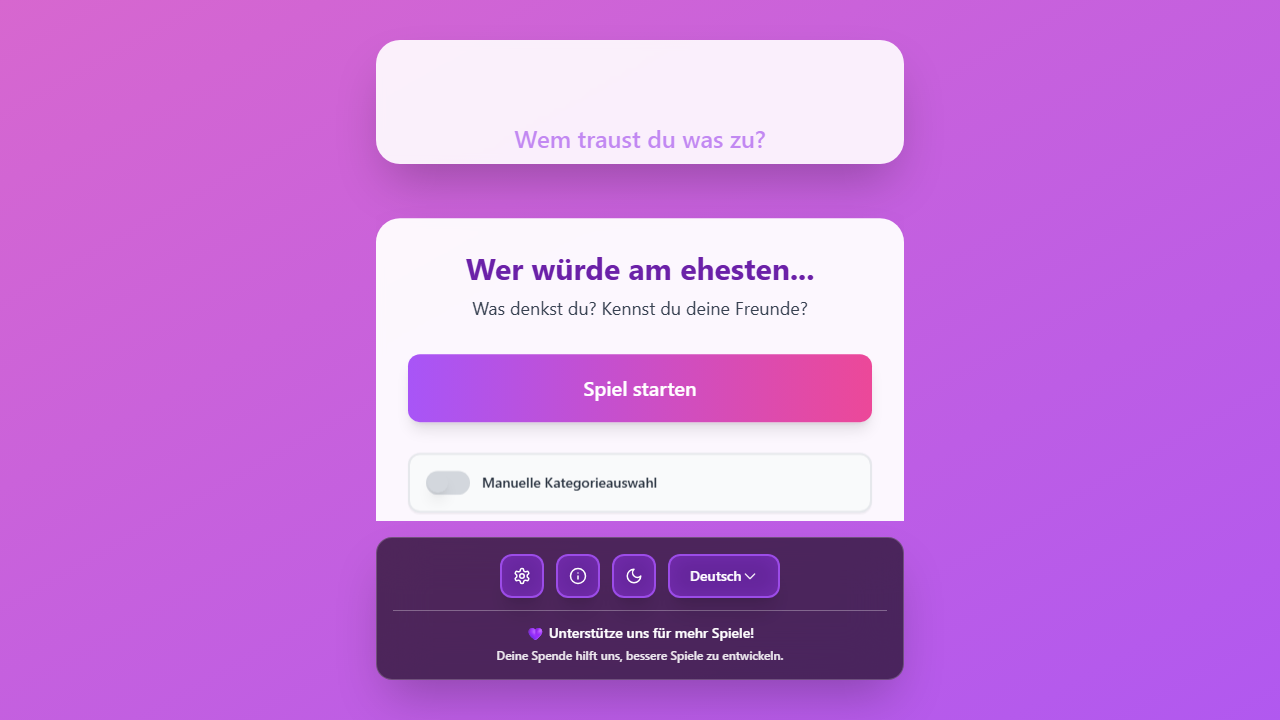 Wem traust du was zu?
Wer würde am ehesten...
Was denkst du? Kennst du deine Freunde?
Spiel starten
Manuelle Kategorieauswahl
Deutsch
💜 Unterstütze uns für mehr Spiele!
Deine Spende hilft uns, bessere Spiele zu entwickeln.